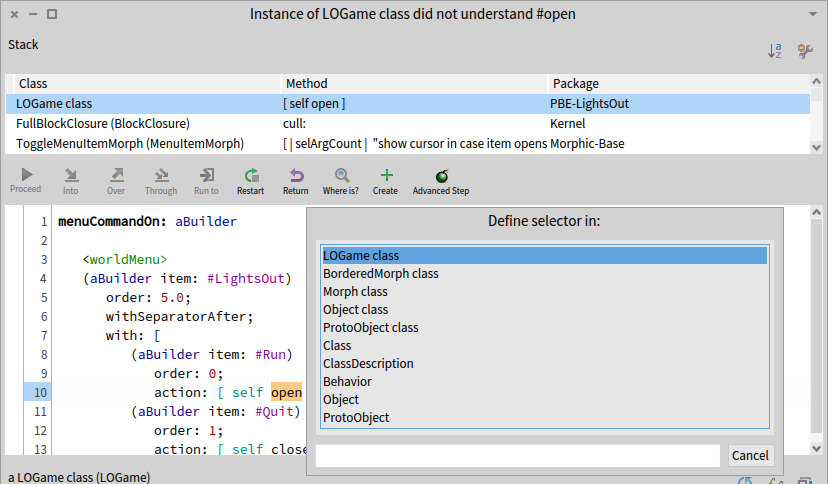 Instance of LOGame class did not understand #open
Stack
Class Method Package
LOGame class [ self open ] PBE-LightsOut
FullBlockClosure (BlockClosure) cull: Kernel
ToggleMenuItemMorph (MenuItemMorph) [ | selArgCount | "show cursor in case item opens Morphic-Base
Proceed Into Over Through Run to Restart Return Where is? Create Advanced Step
1 menuCommandOn: aBuilder
2
3 <worldMenu>
4 (aBuilder item: #LightsOut)
5 order: 5.0;
6 withSeparatorAfter;
7 with: [
8 (aBuilder item: #Run)
9 order: 0;
10 action: [ self open
11 (aBuilder item: #Quit)
12 order: 1;
13 action: [ self close
Define selector in:
LOGame class
BorderedMorph class
Morph class
Object class
ProtoObject class
Class
ClassDescription
Behavior
Object
ProtoObject
Cancel
a LOGame class (LOGame)